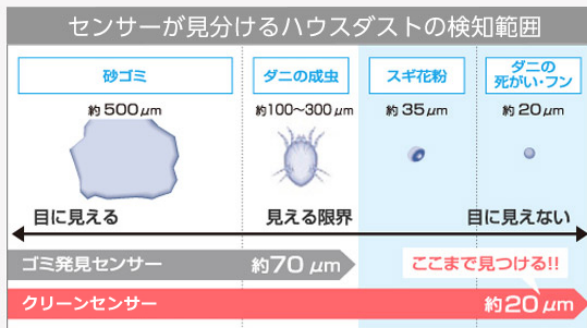 センサーが見分けるハウスダストの検知範囲
砂ゴミ
約500μm
ダニの成虫
約100〜300μm
スギ花粉
約35μm
ダニの
死がい・フン
約20μm
目に見える
見える限界
目に見えない
ゴミ発見センサー
約70μm
ここまで見つける!!
クリーンセンサー
約20μm